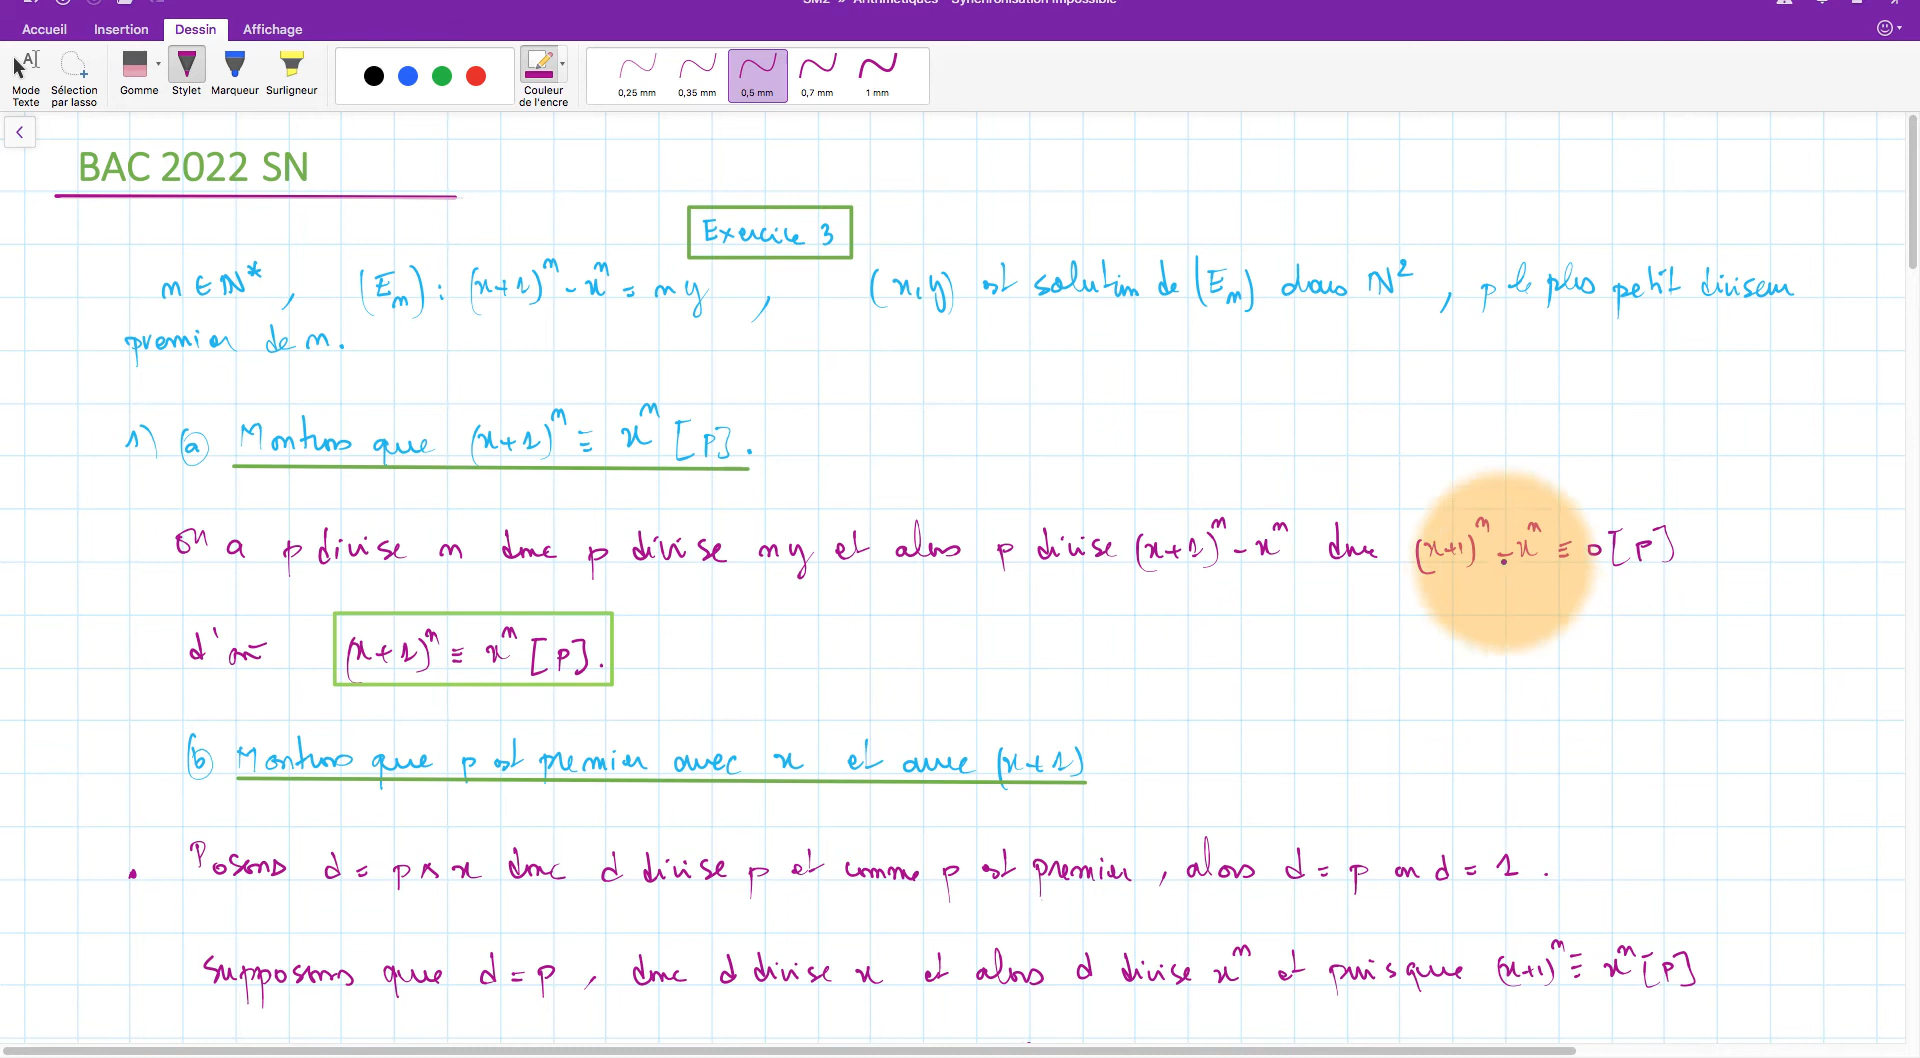 SM2 » Arithmétiques – Synchronisation impossible
Accueil Insertion Dessin Affichage
Mode Texte
Sélection par lasso
Gomme
Stylet
Marqueur
Surligneur
Couleur de l'encre
0,25 mm 0,35 mm 0,5 mm 0,7 mm 1 mm
BAC 2022 SN
Exercice 3
n ∈ ℕ*, (Eₙ) : (x+1)ⁿ - xⁿ = ny , (x,y) est solution de (Eₙ) dans ℕ² , p le plus petit diviseur
premier de n.
1) ⓐ Montrons que (x+1)ⁿ ≡ xⁿ [p].
on a p divise n donc p divise ny et alors p divise (x+1)ⁿ - xⁿ donc (x+1)ⁿ - xⁿ ≡ 0 [p]
d'où (x+1)ⁿ ≡ xⁿ [p].
ⓑ Montrons que p est premier avec x et avec (x+1)
• Posons d = p ∧ x donc d divise p et comme p est premier , alors d = p ou d = 1 .
supposons que d = p , donc d divise x et alors d divise xⁿ et puisque (x+1)ⁿ ≡ xⁿ [p]